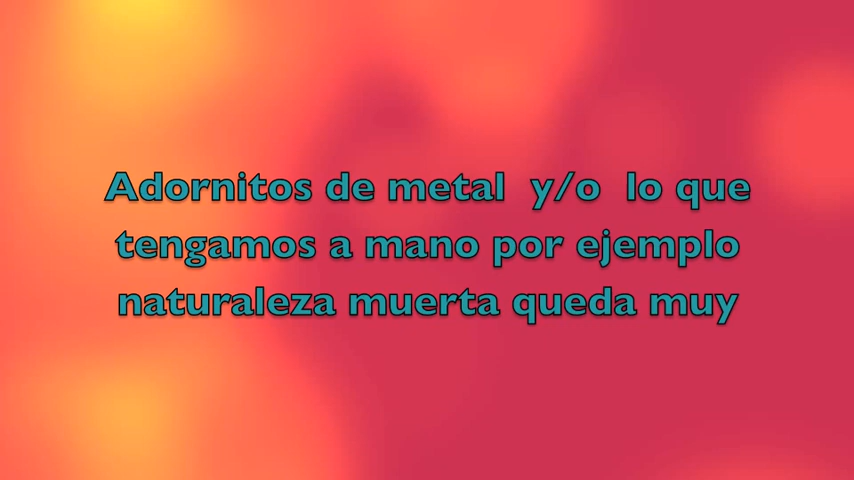 Adornitos de metal  y/o  lo que
tengamos a mano por ejemplo
naturaleza muerta queda muy